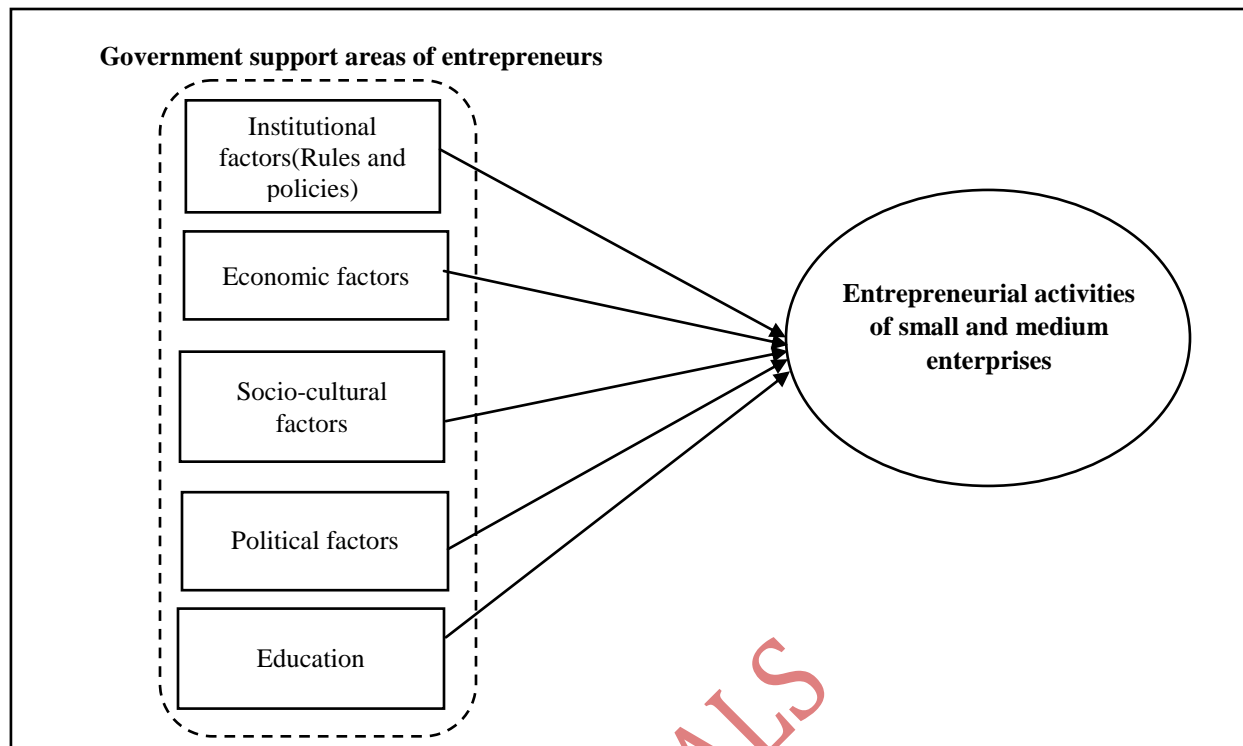 Government support areas of entrepreneurs
Institutional
factors(Rules and
policies)
Economic factors
Socio-cultural
factors
Political factors
Education
Entrepreneurial activities
of small and medium
enterprises
ALS